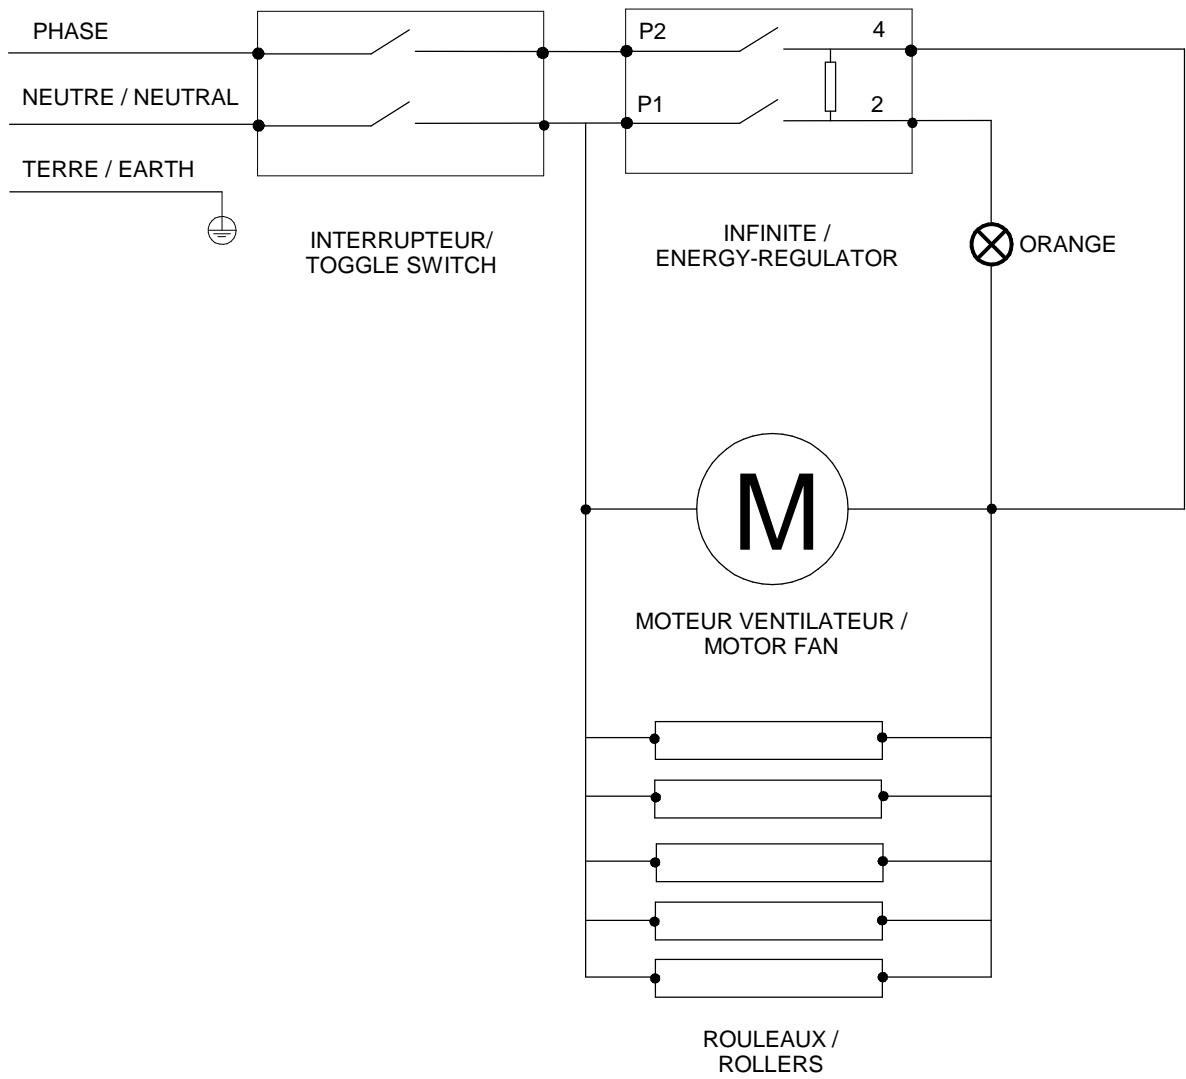 PHASE
NEUTRE / NEUTRAL
TERRE / EARTH
INTERRUPTEUR/
TOGGLE SWITCH
P2
4
P1
2
INFINITE /
ENERGY-REGULATOR
ORANGE
M
MOTEUR VENTILATEUR /
MOTOR FAN
ROULEAUX /
ROLLERS